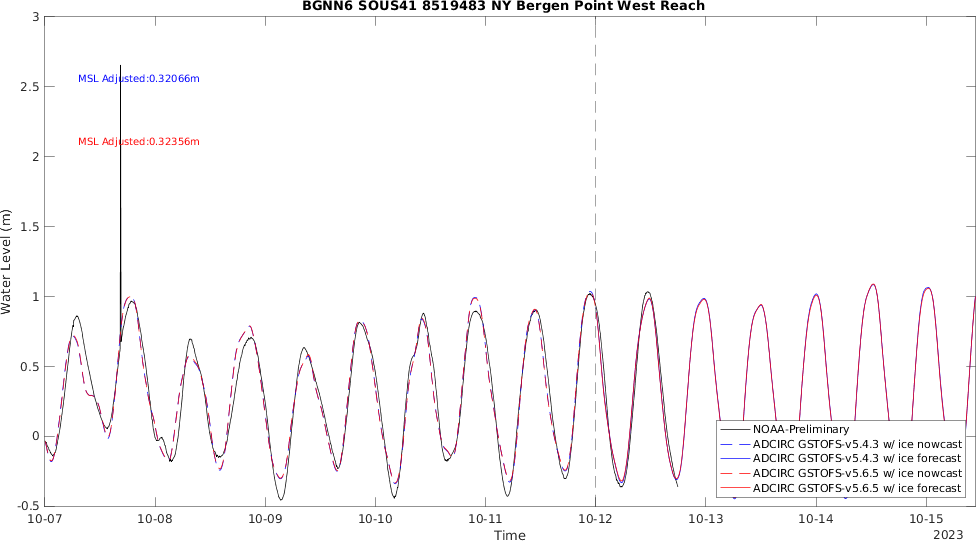 BGNN6 SOUS41 8519483 NY Bergen Point West Reach
3
2.5
2
1.5
1
0.5
0
-0.5
Water Level (m)
MSL Adjusted:0.32066m
MSL Adjusted:0.32356m
NOAA-Preliminary
ADCIRC GSTOFS-v5.4.3 w/ ice nowcast
ADCIRC GSTOFS-v5.4.3 w/ ice forecast
ADCIRC GSTOFS-v5.6.5 w/ ice nowcast
ADCIRC GSTOFS-v5.6.5 w/ ice forecast
10-07 10-08 10-09 10-10 10-11 10-12 10-13 10-14 10-15
Time
2023